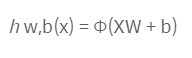 h w,b(x) = Φ(XW + b)